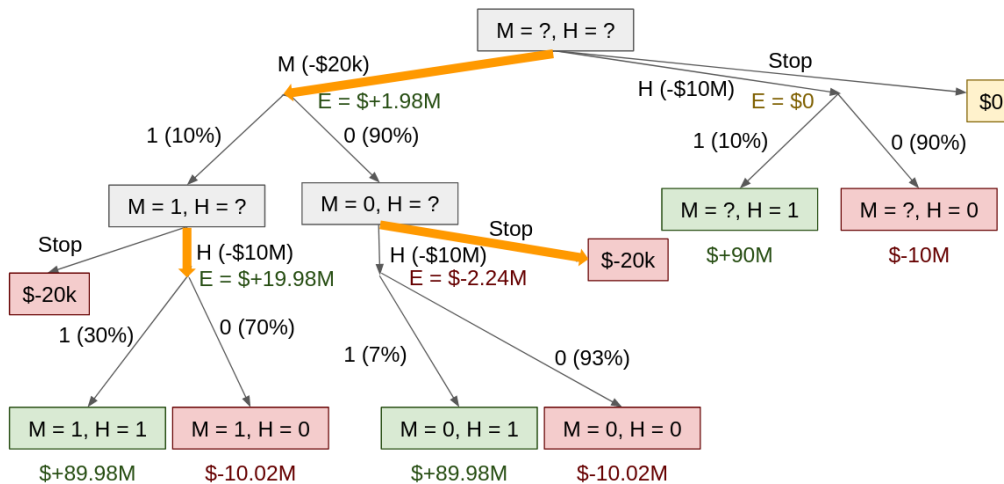 M = ?, H = ?
M (-$20k)
Stop
H (-$10M)
E = $+1.98M
E = $0
$0
1 (10%)
0 (90%)
1 (10%)
0 (90%)
M = 1, H = ?
M = 0, H = ?
M = ?, H = 1
M = ?, H = 0
Stop
H (-$10M)
Stop
H (-$10M)
$+90M
$-10M
$-20k
E = $+19.98M
E = $-2.24M
$-20k
1 (30%)
0 (70%)
1 (7%)
0 (93%)
M = 1, H = 1
M = 1, H = 0
M = 0, H = 1
M = 0, H = 0
$+89.98M
$-10.02M
$+89.98M
$-10.02M